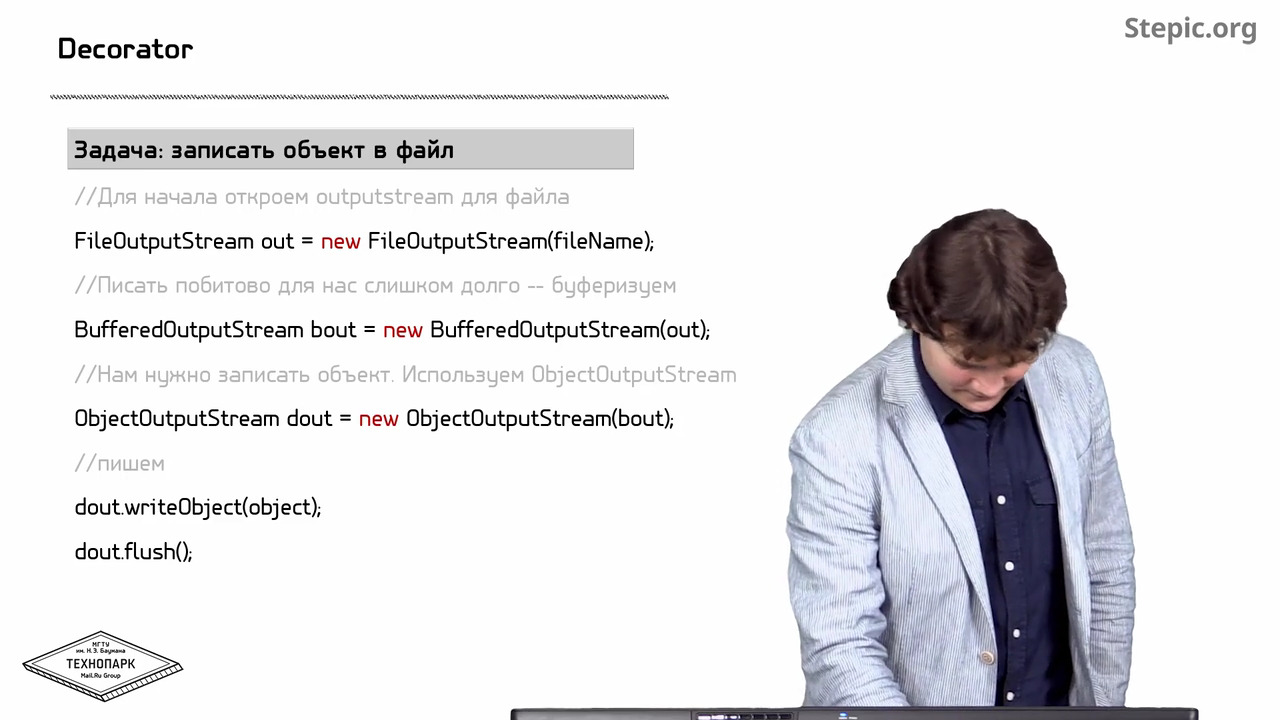 Stepic.org
Decorator
Задача: записать объект в файл
//Для начала откроем outputstream для файла
FileOutputStream out = new FileOutputStream(fileName);
//Писать побитово для нас слишком долго -- буферизуем
BufferedOutputStream bout = new BufferedOutputStream(out);
//Нам нужно записать объект. Используем ObjectOutputStream
ObjectOutputStream dout = new ObjectOutputStream(bout);
//пишем
dout.writeObject(object);
dout.flush();
МГТУ
им. Н.Э. Баумана
ТЕХНОПАРК
Mail.Ru Group